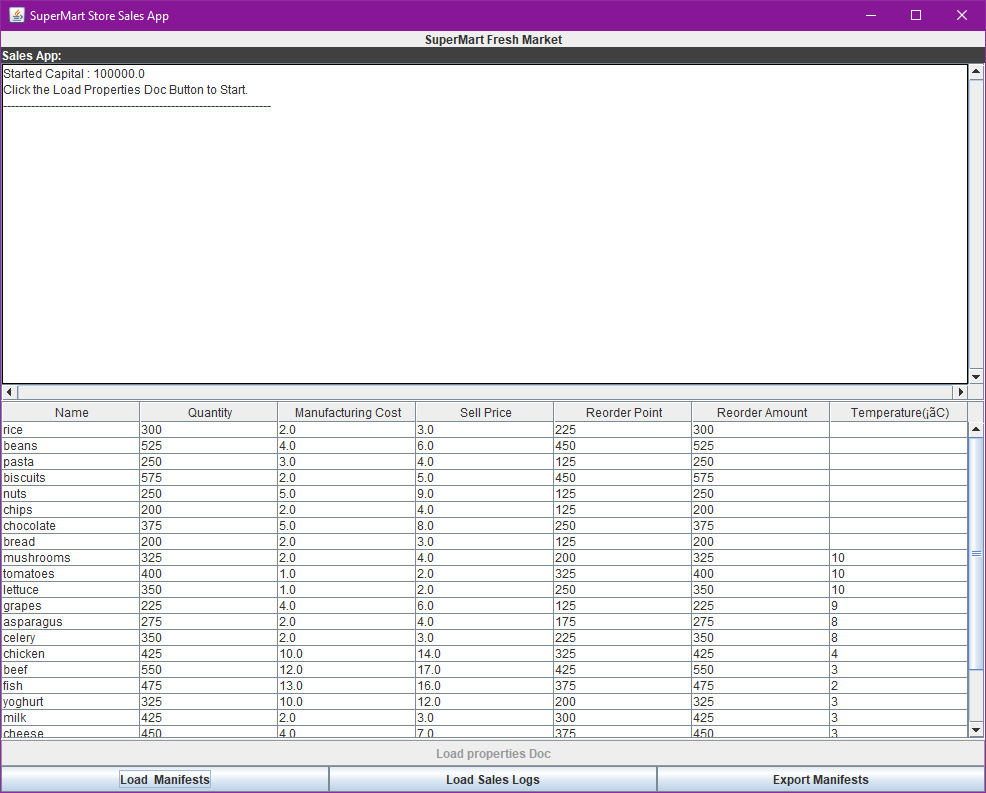 SuperMart Store Sales App
SuperMart Fresh Market
Sales App:
Started Capital : 100000.0
Click the Load Properties Doc Button to Start.
-------------------------------------------------------------------
Name Quantity Manufacturing Cost Sell Price Reorder Point Reorder Amount Temperature(¡ãC)
rice 300 2.0 3.0 225 300
beans 525 4.0 6.0 450 525
pasta 250 3.0 4.0 125 250
biscuits 575 2.0 5.0 450 575
nuts 250 5.0 9.0 125 250
chips 200 2.0 4.0 125 200
chocolate 375 5.0 8.0 250 375
bread 200 2.0 3.0 125 200
mushrooms 325 2.0 4.0 200 325 10
tomatoes 400 1.0 2.0 325 400 10
lettuce 350 1.0 2.0 250 350 10
grapes 225 4.0 6.0 125 225 9
asparagus 275 2.0 4.0 175 275 8
celery 350 2.0 3.0 225 350 8
chicken 425 10.0 14.0 325 425 4
beef 550 12.0 17.0 425 550 3
fish 475 13.0 16.0 375 475 2
yoghurt 325 10.0 12.0 200 325 3
milk 425 2.0 3.0 300 425 3
cheese 450 4.0 7.0 375 450 3
Load properties Doc
Load Manifests Load Sales Logs Export Manifests